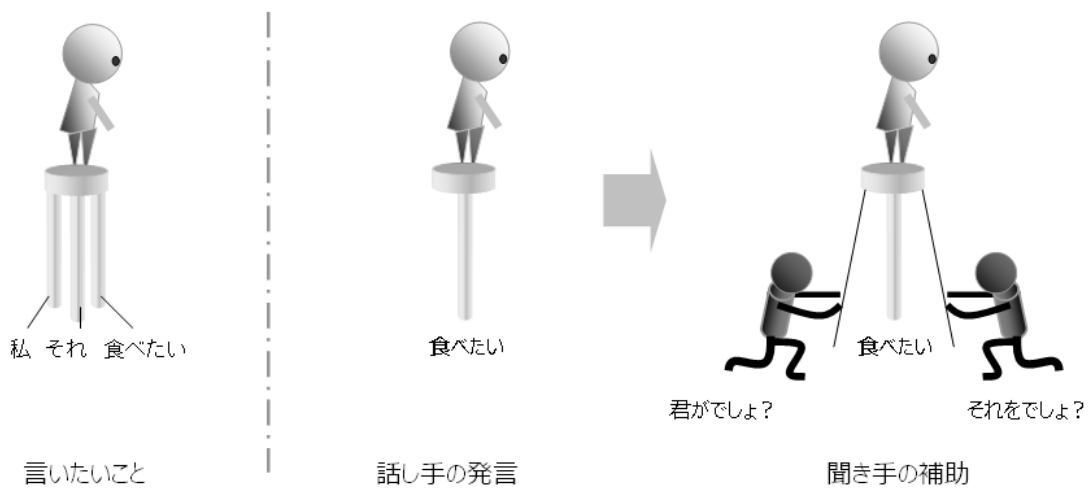 私 それ 食べたい
食べたい
食べたい
君がでしょ?
それをでしょ?
言いたいこと
話し手の発言
聞き手の補助